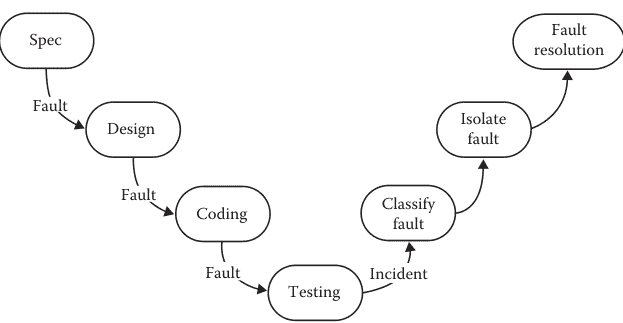 Spec
Fault
Design
Fault
Coding
Fault
Testing
Incident
Classify
fault
Isolate
fault
Fault
resolution